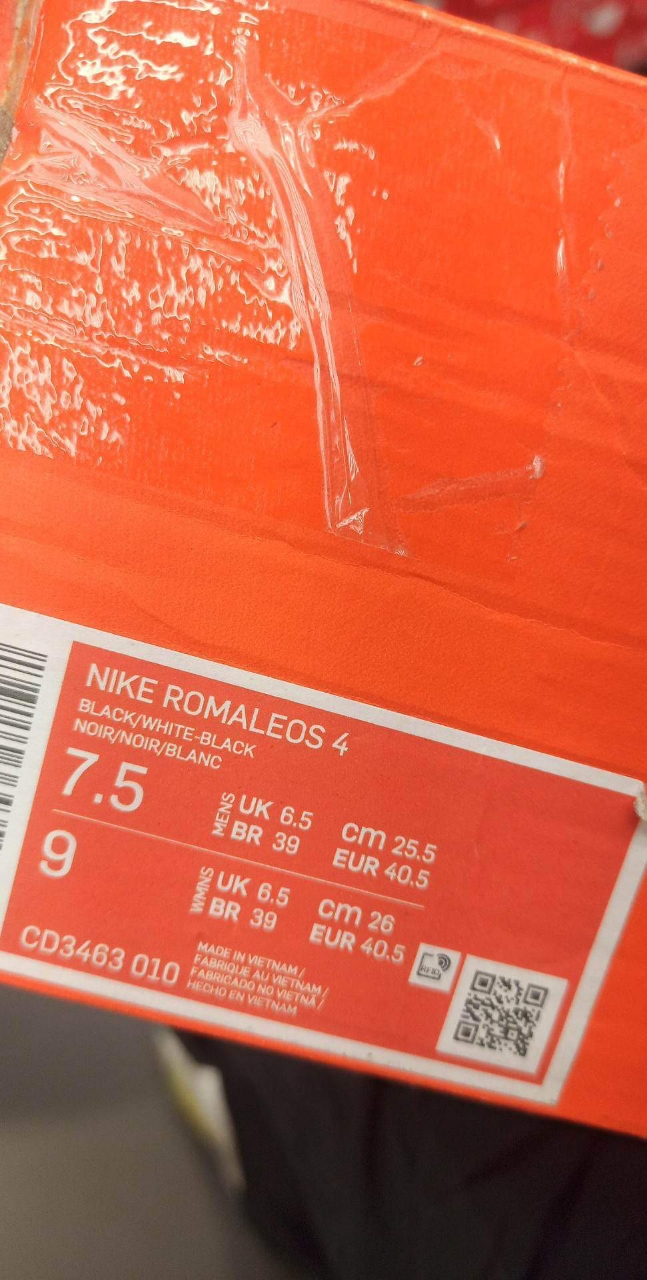 NIKE ROMALEOS 4
BLACK/WHITE-BLACK
NOIR/NOIR/BLANC
7.5
MENS
UK 6.5
BR 39
cm 25.5
EUR 40.5
9
WMNS
UK 6.5
BR 39
cm 26
EUR 40.5
CD3463 010
MADE IN VIETNAM /
FABRIQUE AU VIETNAM /
FABRICADO NO VIETNÃ /
HECHO EN VIETNAM
RFID